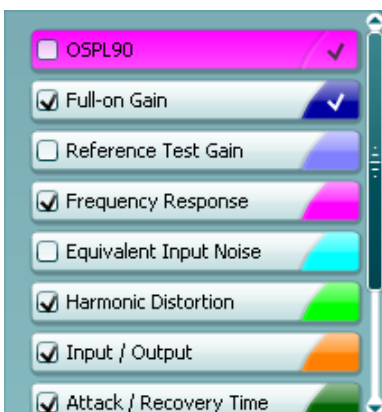 OSPL90
Full-on Gain
Reference Test Gain
Frequency Response
Equivalent Input Noise
Harmonic Distortion
Input / Output
Attack / Recovery Time